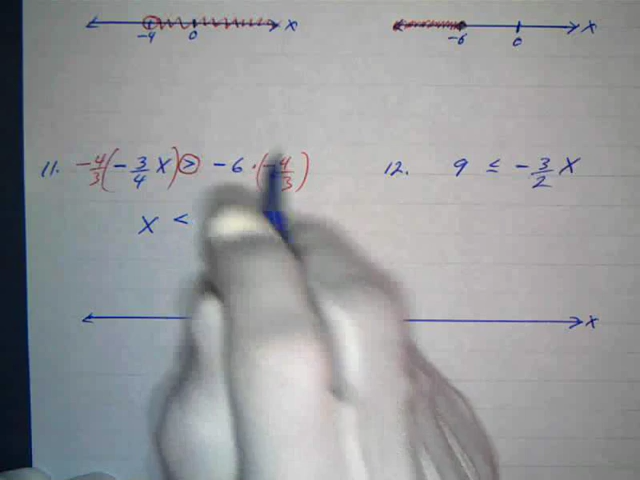 -4 0 x
-6 0 x
11. -4/3(-3/4 x) > -6 · (-4/3)
x <
12. 9 ≤ -3/2 x
x